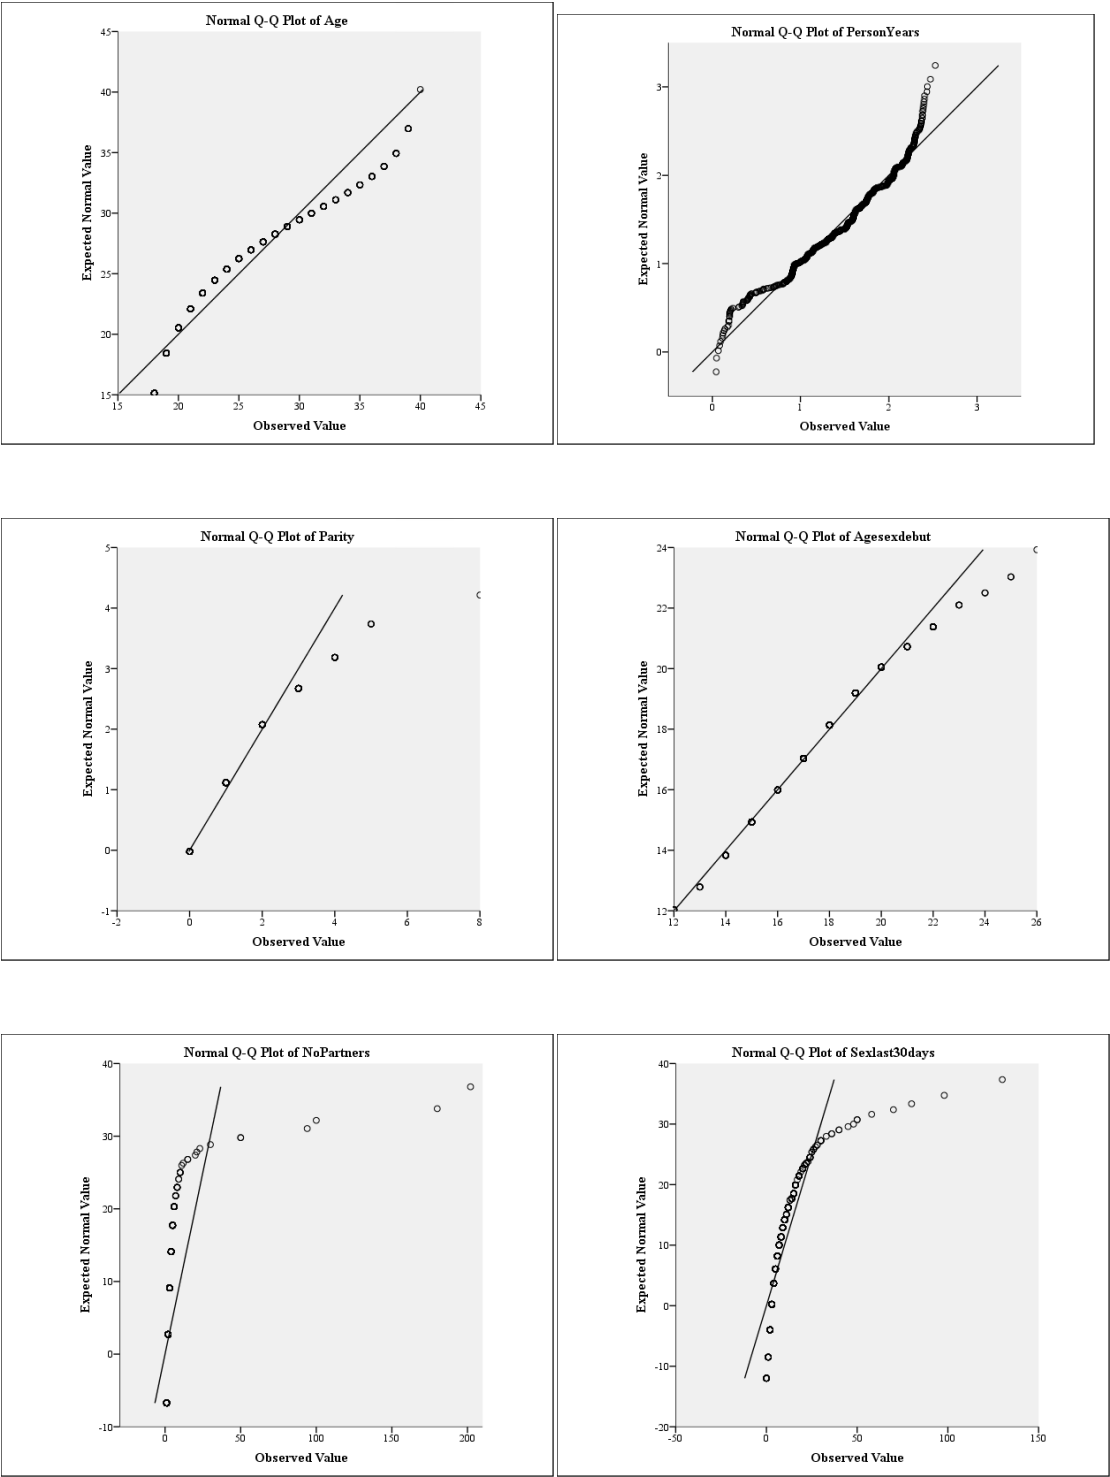 Normal Q-Q Plot of Age
Expected Normal Value
45
40
35
30
25
20
15
15 20 25 30 35 40 45
Observed Value
Normal Q-Q Plot of PersonYears
Expected Normal Value
3
2
1
0
0 1 2 3
Observed Value
Normal Q-Q Plot of Parity
Expected Normal Value
5
4
3
2
1
0
-1
-2 0 2 4 6 8
Observed Value
Normal Q-Q Plot of Agesexdebut
Expected Normal Value
24
22
20
18
16
14
12
12 14 16 18 20 22 24 26
Observed Value
Normal Q-Q Plot of NoPartners
Expected Normal Value
40
30
20
10
0
-10
0 50 100 150 200
Observed Value
Normal Q-Q Plot of Sexlast30days
Expected Normal Value
40
30
20
10
0
-10
-20
-50 0 50 100 150
Observed Value